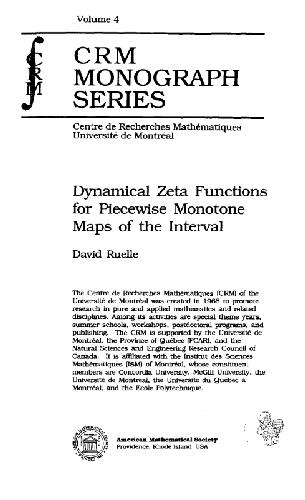 Volume 4
CRM
CRM
MONOGRAPH
SERIES
Centre de Recherches Mathématiques
Université de Montréal
Dynamical Zeta Functions
for Piecewise Monotone
Maps of the Interval
David Ruelle
The Centre de Recherches Mathématiques (CRM) of the
Université de Montréal was created in 1968 to promote
research in pure and applied mathematics and related
disciplines. Among its activities are special theme years,
summer schools, workshops, postdoctoral programs, and
publishing. The CRM is supported by the Université de
Montréal, the Province of Québec (FCAR), and the
Natural Sciences and Engineering Research Council of
Canada. It is affiliated with the Institut des Sciences
Mathématiques (ISM) of Montréal, whose constituent
members are Concordia University, McGill University, the
Université de Montréal, the Université du Québec à
Montréal, and the Ecole Polytechnique.
American Mathematical Society
Providence, Rhode Island USA